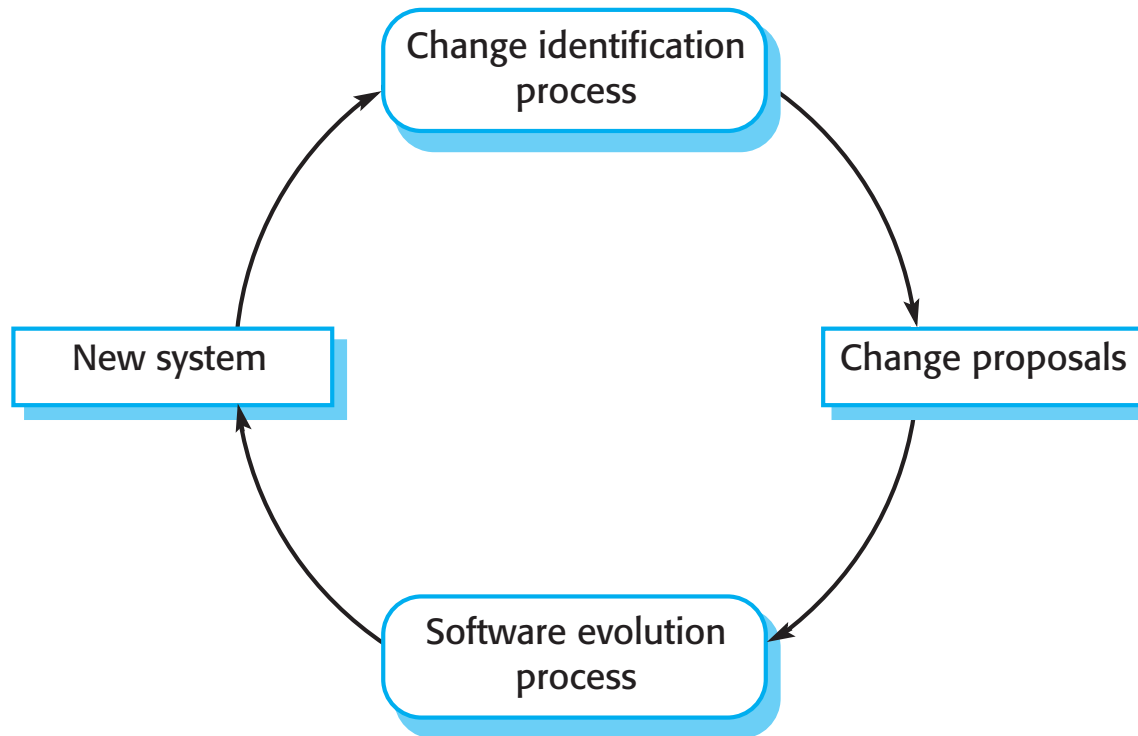 Change identification
process
New system
Change proposals
Software evolution
process